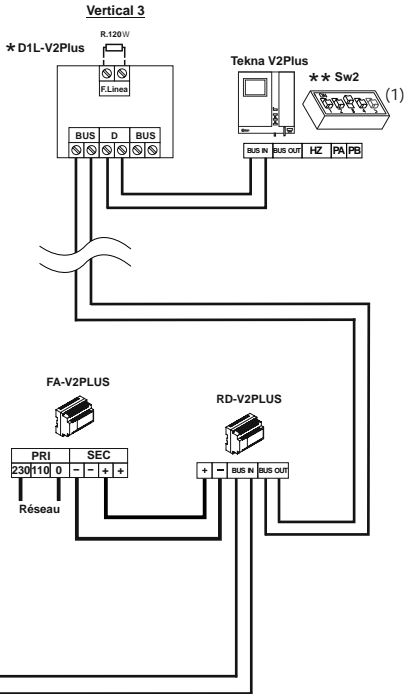 Vertical 3
R.120W
* D1L-V2Plus
F.Linea
BUS D BUS
Tekna V2Plus
** Sw2
(1)
BUS IN BUS OUT HZ PA PB
FA-V2PLUS
PRI SEC
230 110 0 - - + +
Réseau
RD-V2PLUS
+ - BUS IN BUS OUT